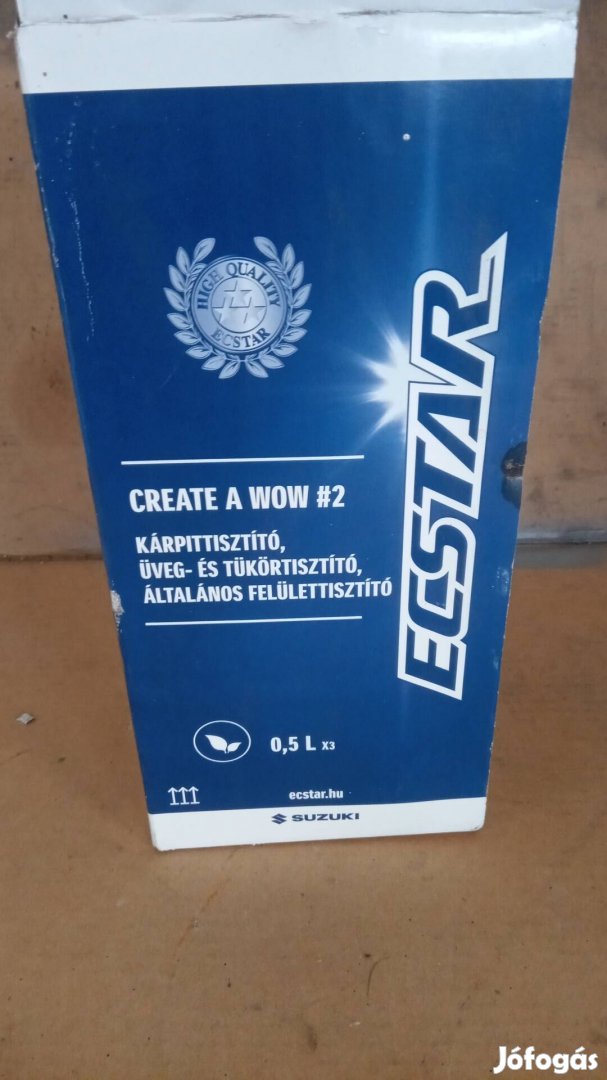 HIGH QUALITY
ECSTAR
ECSTAR
CREATE A WOW #2
KÁRPITTISZTÍTÓ,
ÜVEG- ÉS TÜKÖRTISZTÍTÓ,
ÁLTALÁNOS FELÜLETTISZTÍTÓ
0,5 L X3
ecstar.hu
SUZUKI
Jófogás